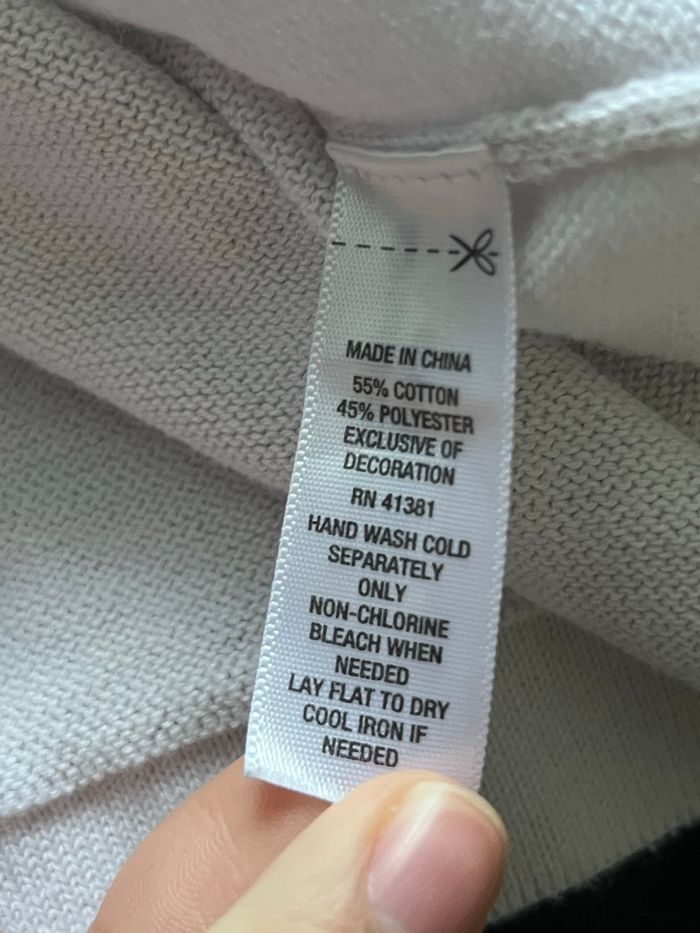 MADE IN CHINA
55% COTTON
45% POLYESTER
EXCLUSIVE OF
DECORATION
RN 41381
HAND WASH COLD
SEPARATELY
ONLY
NON-CHLORINE
BLEACH WHEN
NEEDED
LAY FLAT TO DRY
COOL IRON IF
NEEDED